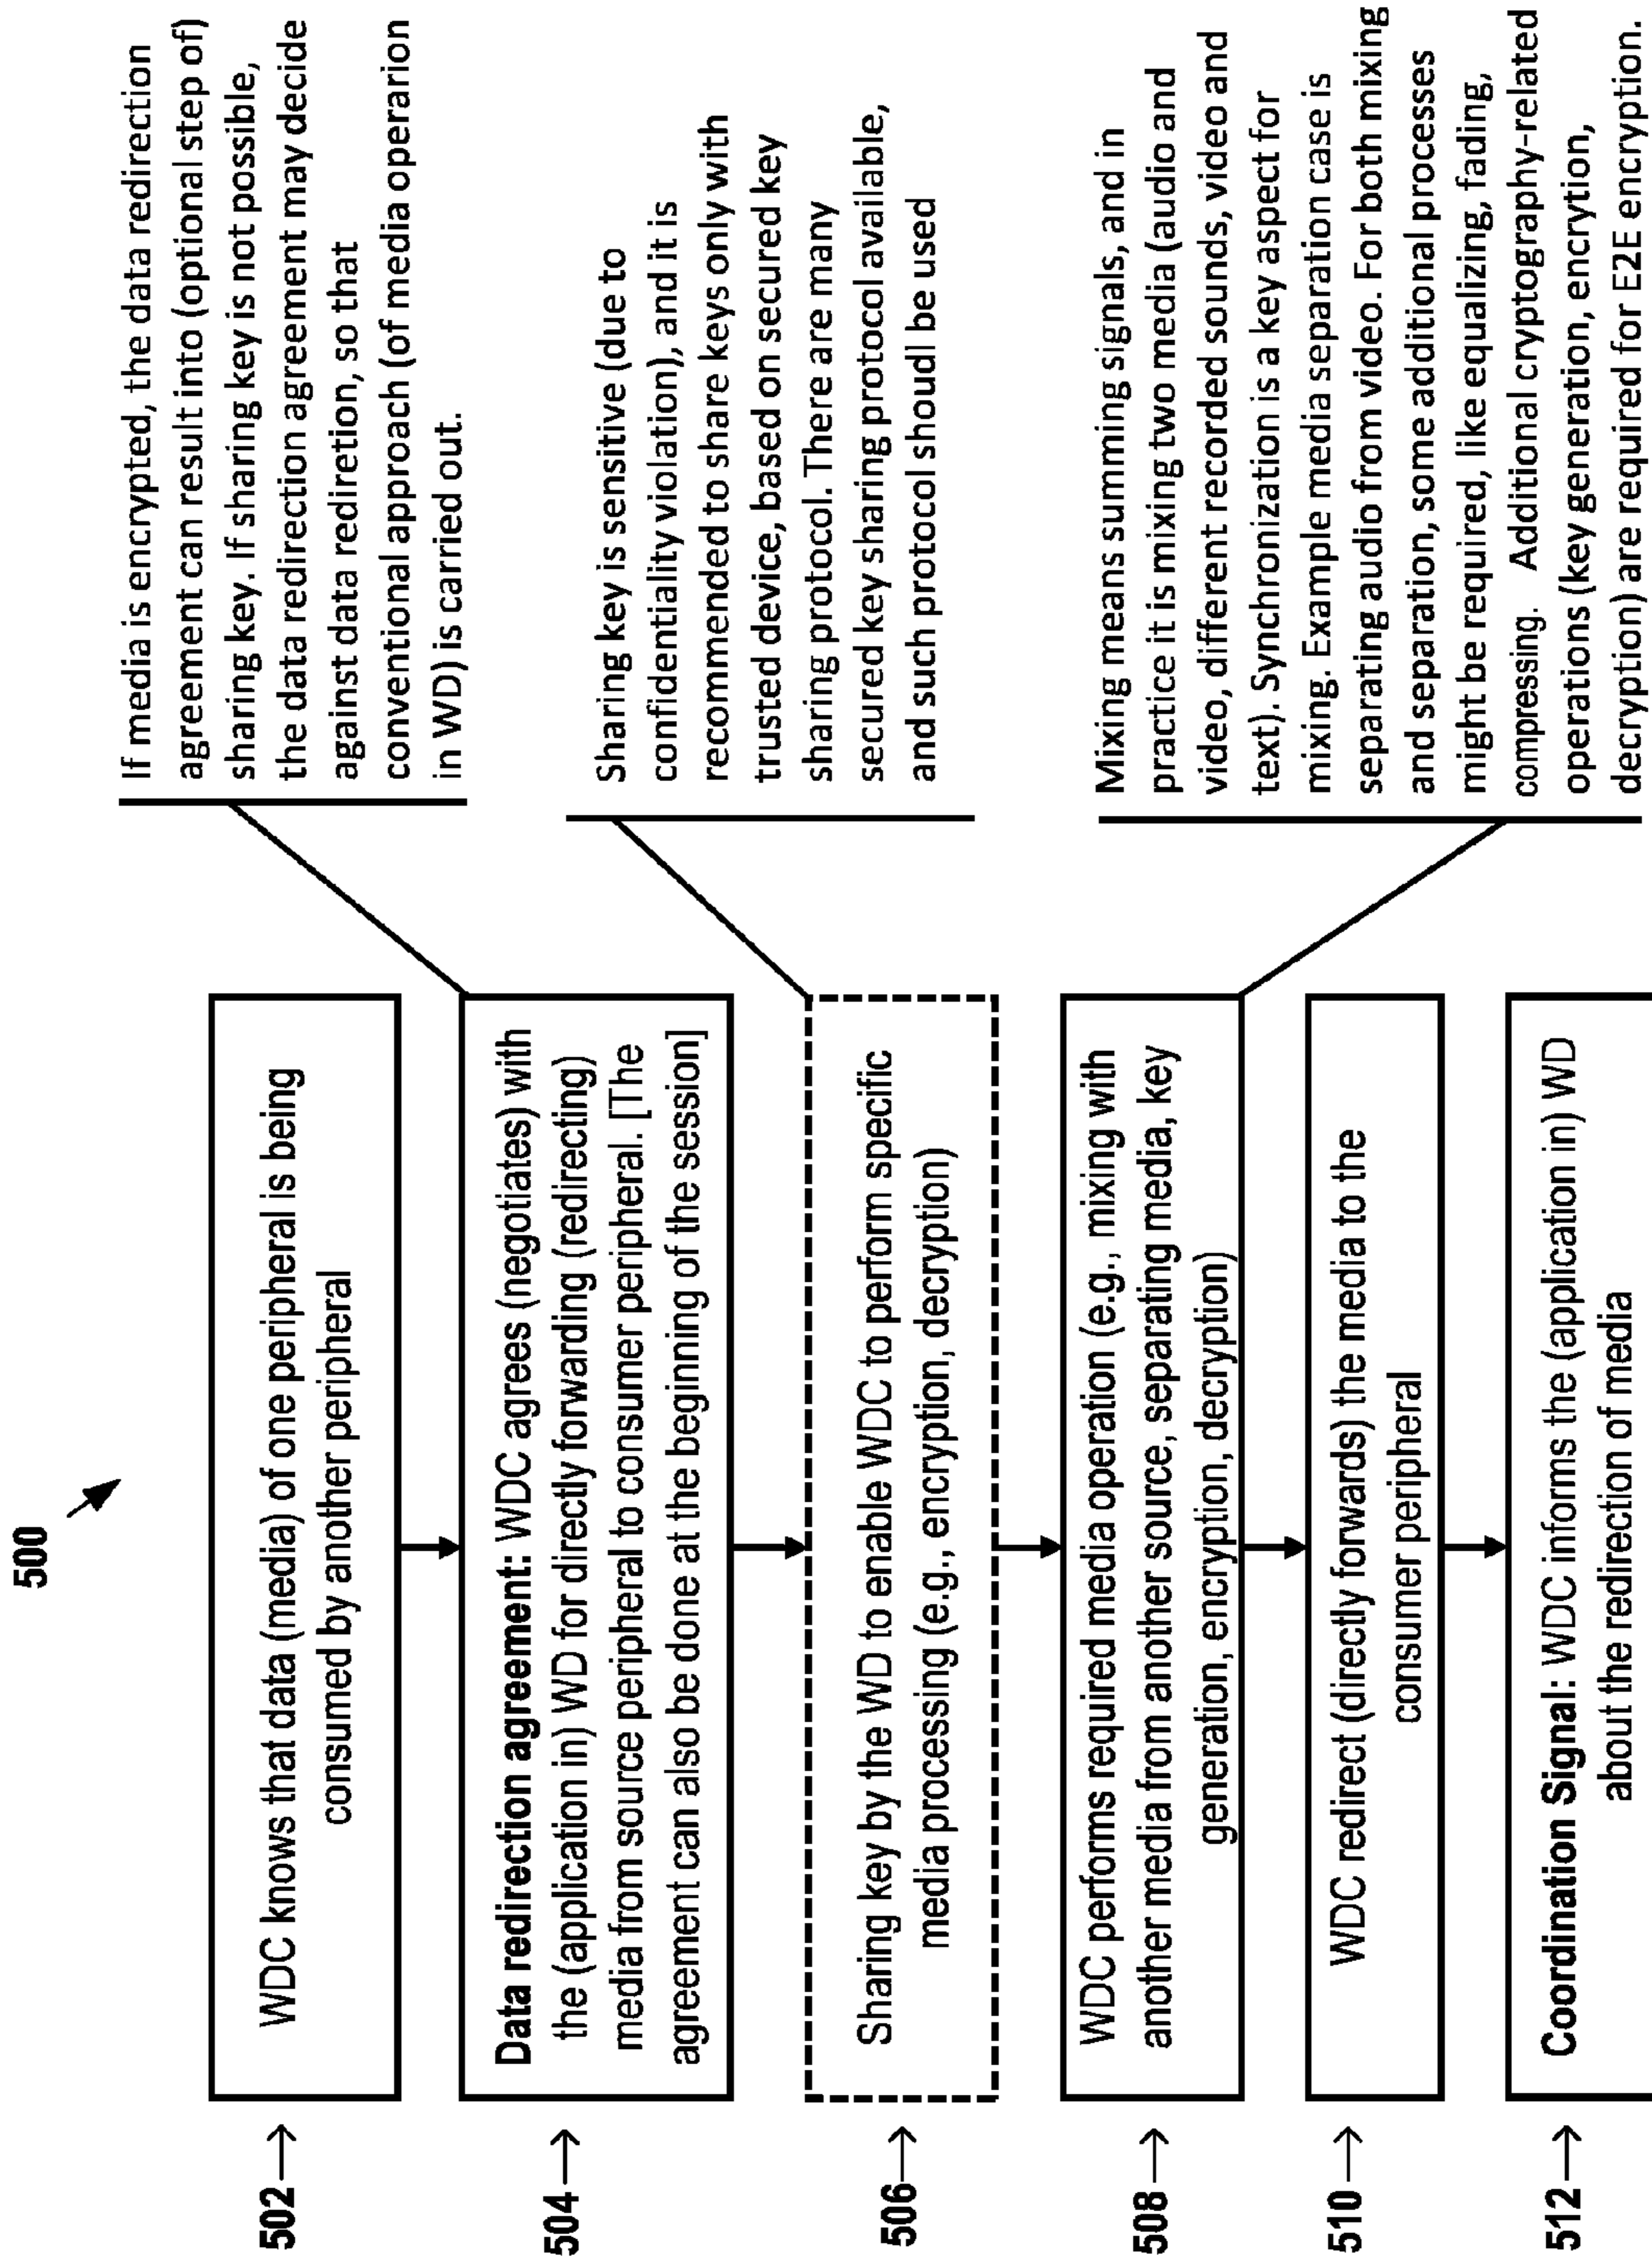 500
502
WDC knows that data (media) of one peripheral is being
consumed by another peripheral
504
Data redirection agreement: WDC agrees (negotiates) with
the (application in) WD for directly forwarding (redirecting)
media from source peripheral to consumer peripheral. [The
agreement can also be done at the beginning of the session]
If media is encrypted, the data redirection
agreement can result into (optional step of)
sharing key. If sharing key is not possible,
the data redirection agreement may decide
against data rediretion, so that
conventional approach (of media operarion
in WD) is carried out.
506
Sharing key by the WD to enable WDC to perform specific
media processing (e.g., encryption, decryption)
Sharing key is sensitive (due to
confidentiality violation), and it is
recommended to share keys only with
trusted device, based on secured key
sharing protocol. There are many
secured key sharing protocol available,
and such protocol shoudl be used
508
WDC performs required media operation (e.g., mixing with
another media from another source, separating media, key
generation, encryption, decryption)
Mixing means summing signals, and in
practice it is mixing two media (audio and
video, different recorded sounds, video and
text). Synchronization is a key aspect for
mixing. Example media separation case is
separating audio from video. For both mixing
and separation, some additional processes
might be required, like equalizing, fading,
compressing. Additional cryptography-related
operations (key generation, encrytion,
decryption) are required for E2E encryption.
510
WDC redirect (directly forwards) the media to the
consumer peripheral
512
Coordination Signal: WDC informs the (application in) WD
about the redirection of media